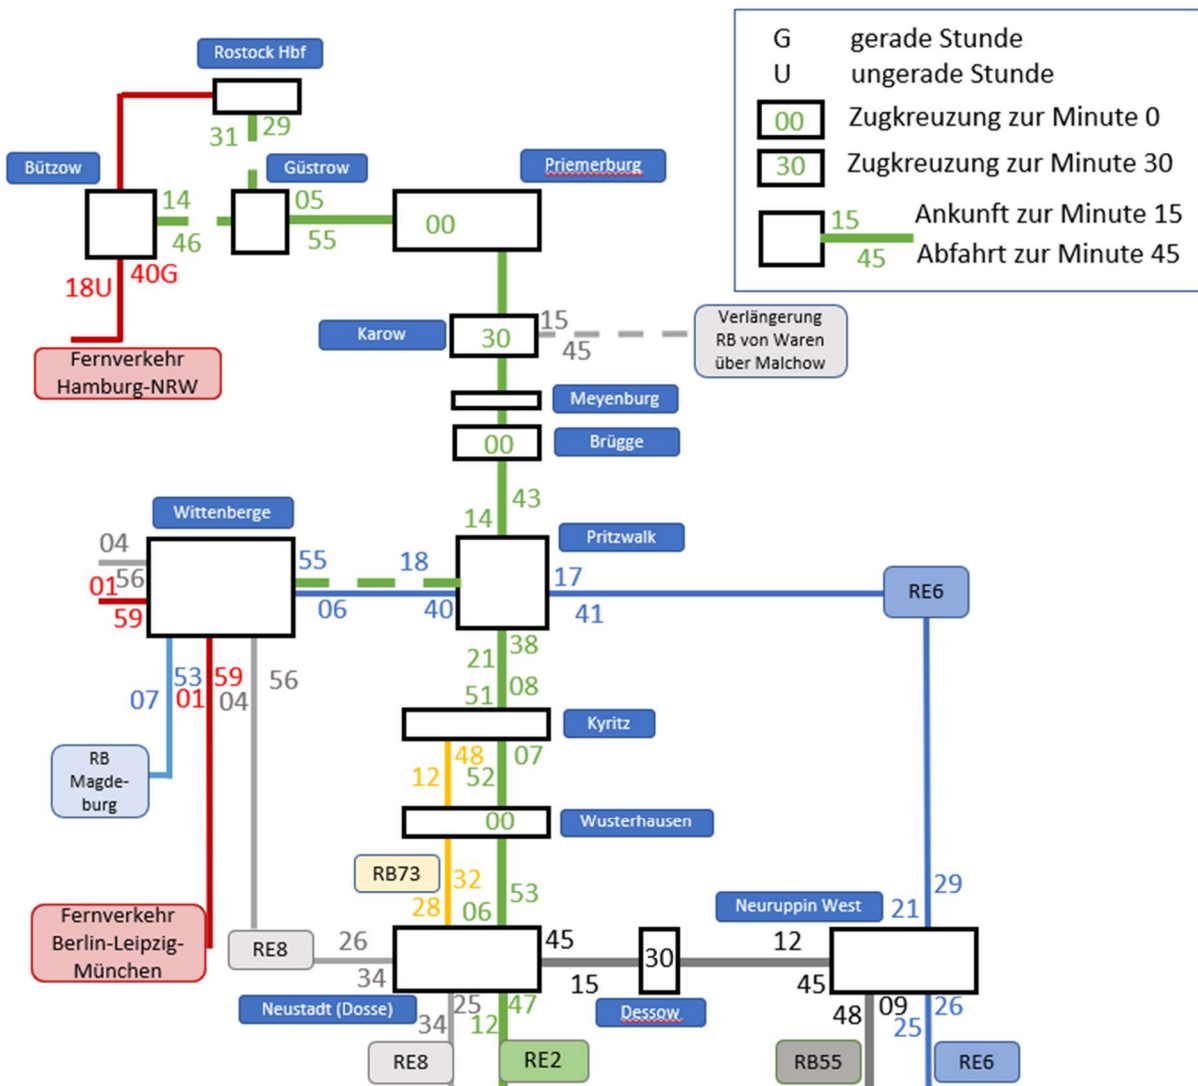 Rostock Hbf
G gerade Stunde
U ungerade Stunde
00 Zugkreuzung zur Minute 0
30 Zugkreuzung zur Minute 30
15 Ankunft zur Minute 15
45 Abfahrt zur Minute 45
31 29
Bützow
Güstrow
Priemerburg
14 05
00
46 55
18U 40G
Karow
30
15
45
Verlängerung
RB von Waren
über Malchow
Fernverkehr
Hamburg-NRW
Meyenburg
00
Brügge
43
14
Wittenberge
Pritzwalk
04
56
01
59
55 18
06 40
17
41
RE6
53 59
07 01 04 56
38
21
08
51
Kyritz
RB
Magde-
burg
48 07
12 52
00
Wusterhausen
RB73
32 53
28 06
Neuruppin West
29
21
Fernverkehr
Berlin-Leipzig-
München
RE8
26
34
45
15
30
12
45
Neustadt (Dosse)
Dessow
25 47
34 12
09 26
48 25
RE8
RE2
RB55
RE6